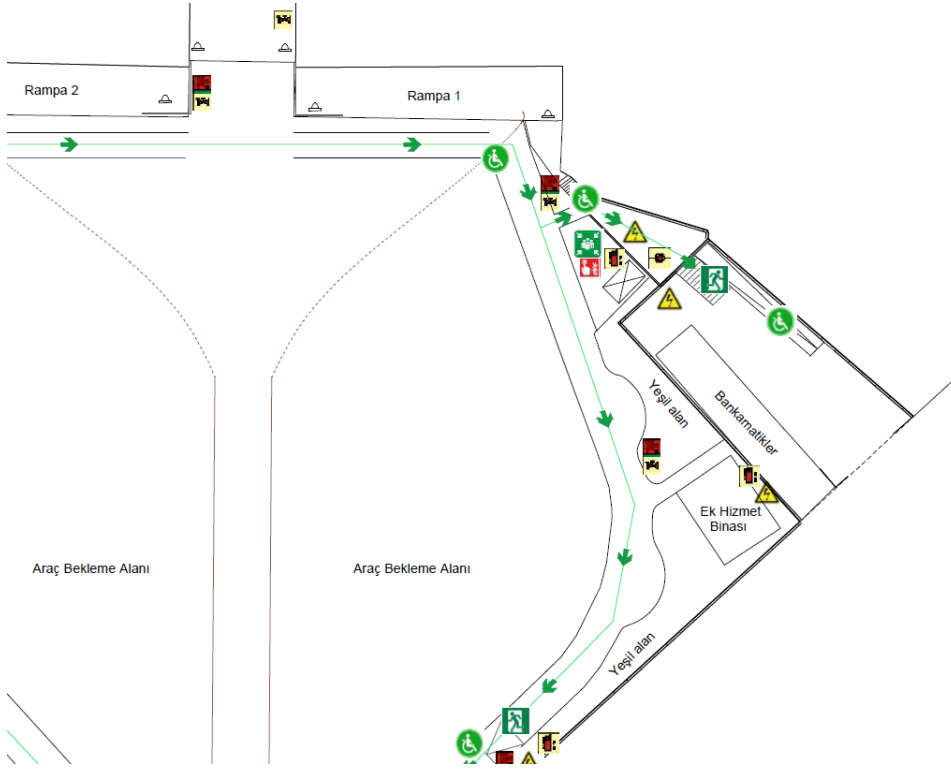 Rampa 2
Rampa 1
Yeşil alan
Bankamatikler
Ek Hizmet
Binası
Araç Bekleme Alanı
Araç Bekleme Alanı
Yeşil alan